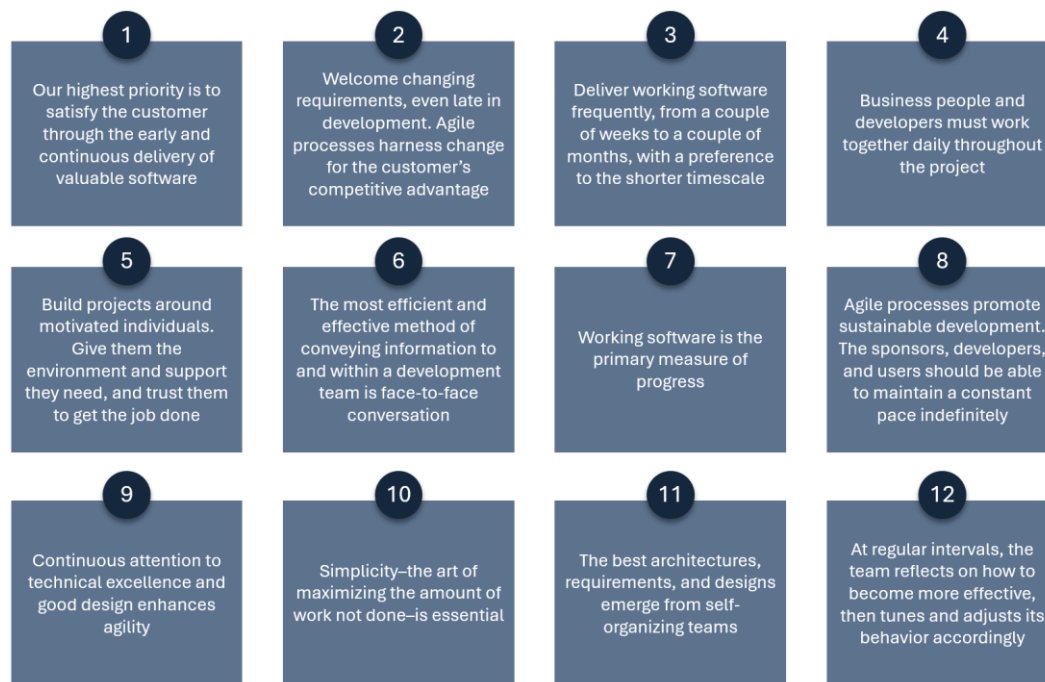 1
Our highest priority is to
satisfy the customer
through the early and
continuous delivery of
valuable software
2
Welcome changing
requirements, even late in
development. Agile
processes harness change
for the customer’s
competitive advantage
3
Deliver working software
frequently, from a couple
of weeks to a couple of
months, with a preference
to the shorter timescale
4
Business people and
developers must work
together daily throughout
the project
5
Build projects around
motivated individuals.
Give them the
environment and support
they need, and trust them
to get the job done
6
The most efficient and
effective method of
conveying information to
and within a development
team is face-to-face
conversation
7
Working software is the
primary measure of
progress
8
Agile processes promote
sustainable development.
The sponsors, developers,
and users should be able
to maintain a constant
pace indefinitely
9
Continuous attention to
technical excellence and
good design enhances
agility
10
Simplicity–the art of
maximizing the amount of
work not done–is essential
11
The best architectures,
requirements, and designs
emerge from self-
organizing teams
12
At regular intervals, the
team reflects on how to
become more effective,
then tunes and adjusts its
behavior accordingly